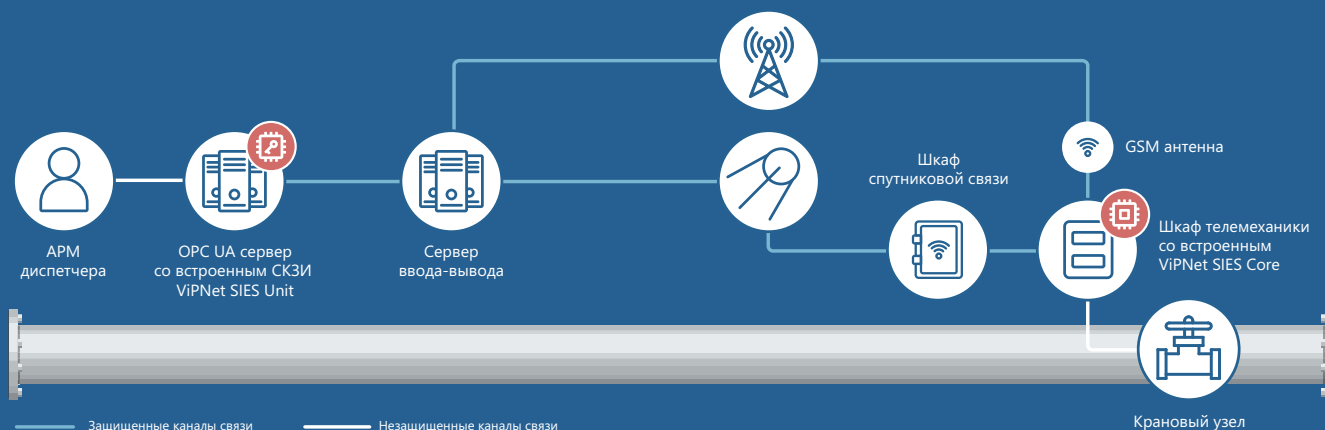 GSM антенна
Шкаф
спутниковой связи
Шкаф телемеханики
со встроенным
ViPNet SIES Core
АРМ
диспетчера
OPC UA сервер
со встроенным СКЗИ
ViPNet SIES Unit
Сервер
ввода-вывода
Крановый узел
Защищенные каналы связи
Незащищенные каналы связи